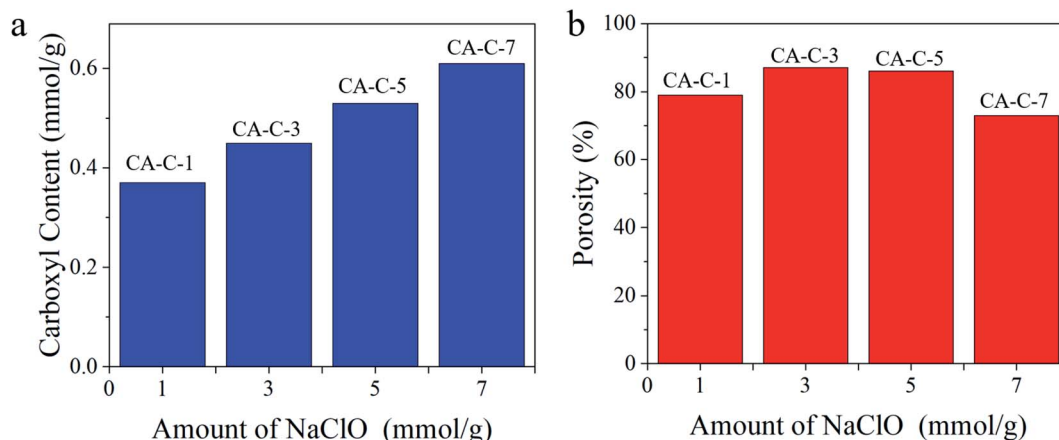 a
Carboxyl Content (mmol/g)
0.6
0.4
0.2
0.0
CA-C-1
CA-C-3
CA-C-5
CA-C-7
0
1
3
5
7
Amount of NaClO (mmol/g)
b
Porosity (%)
100
80
60
40
20
0
CA-C-1
CA-C-3
CA-C-5
CA-C-7
0
1
3
5
7
Amount of NaClO (mmol/g)